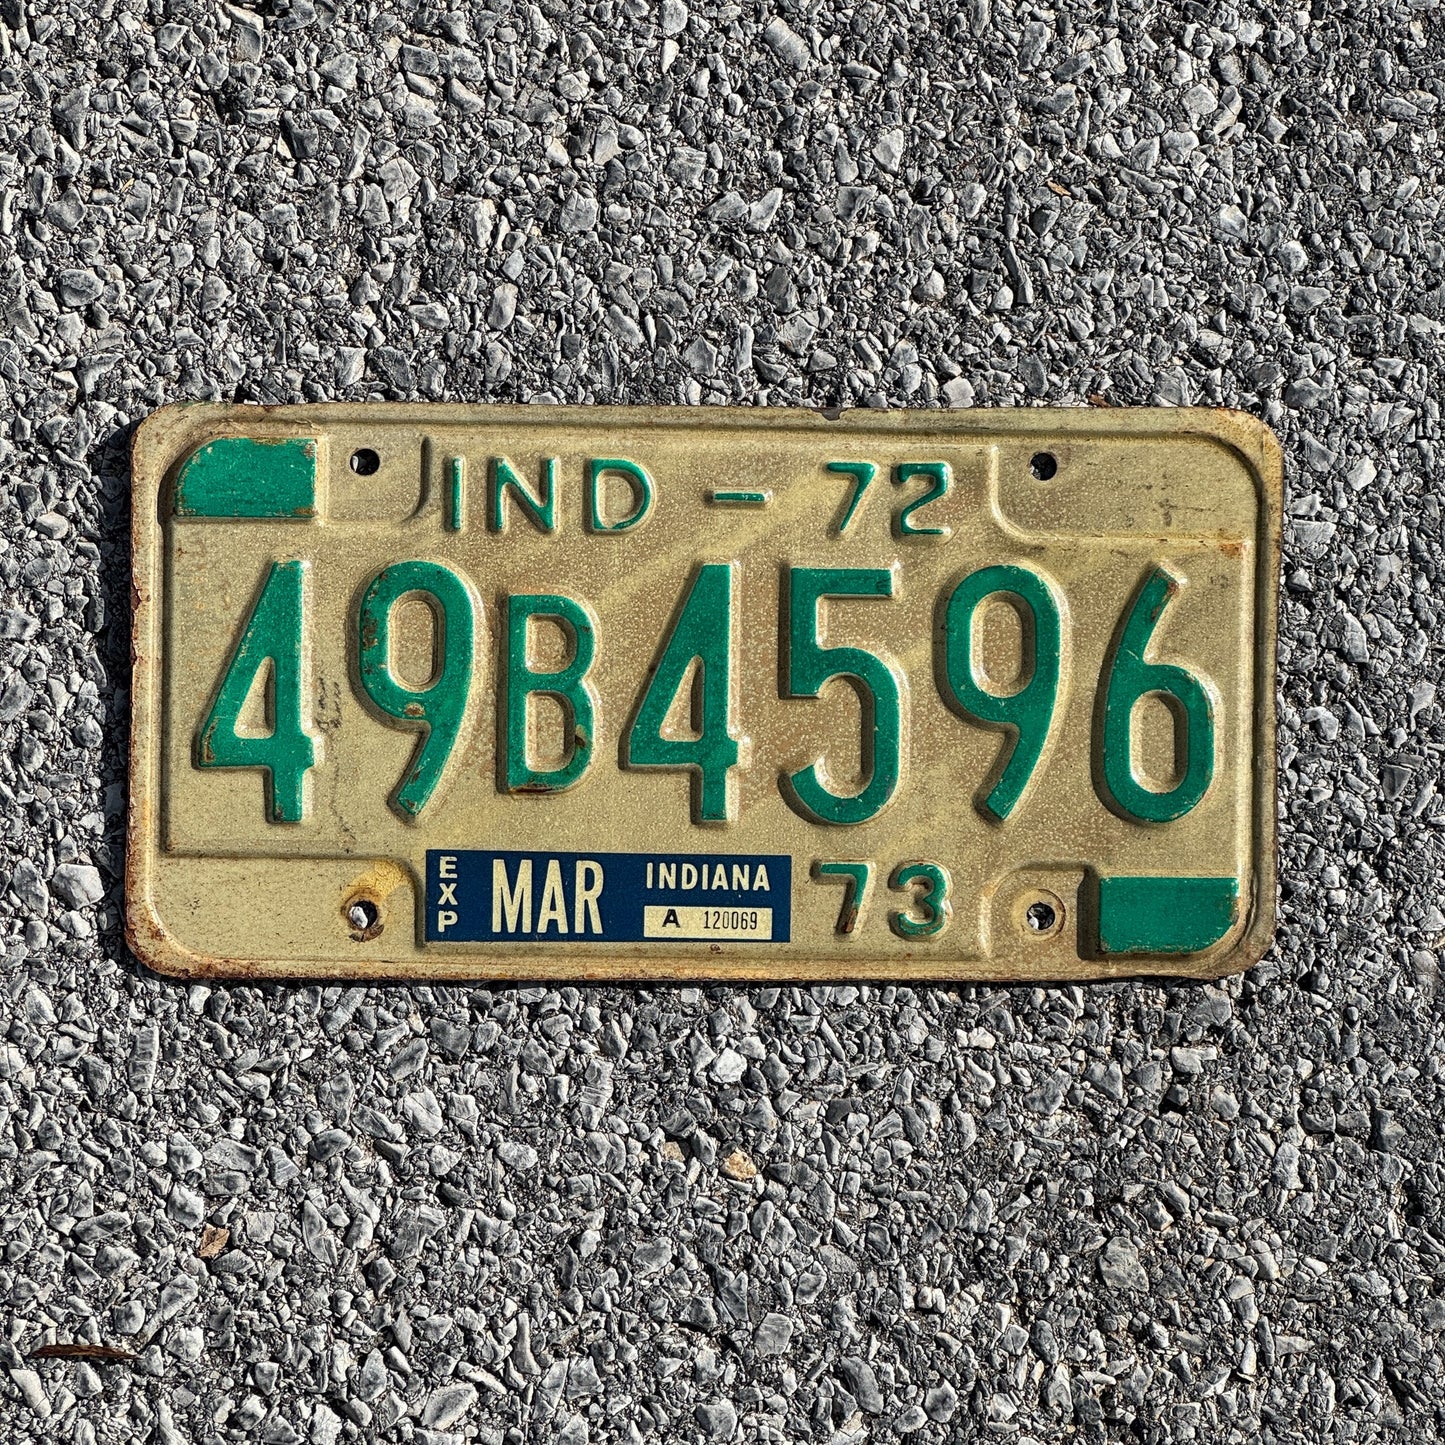 IND - 72
49B4596
EXP MAR INDIANA 73
A 120069